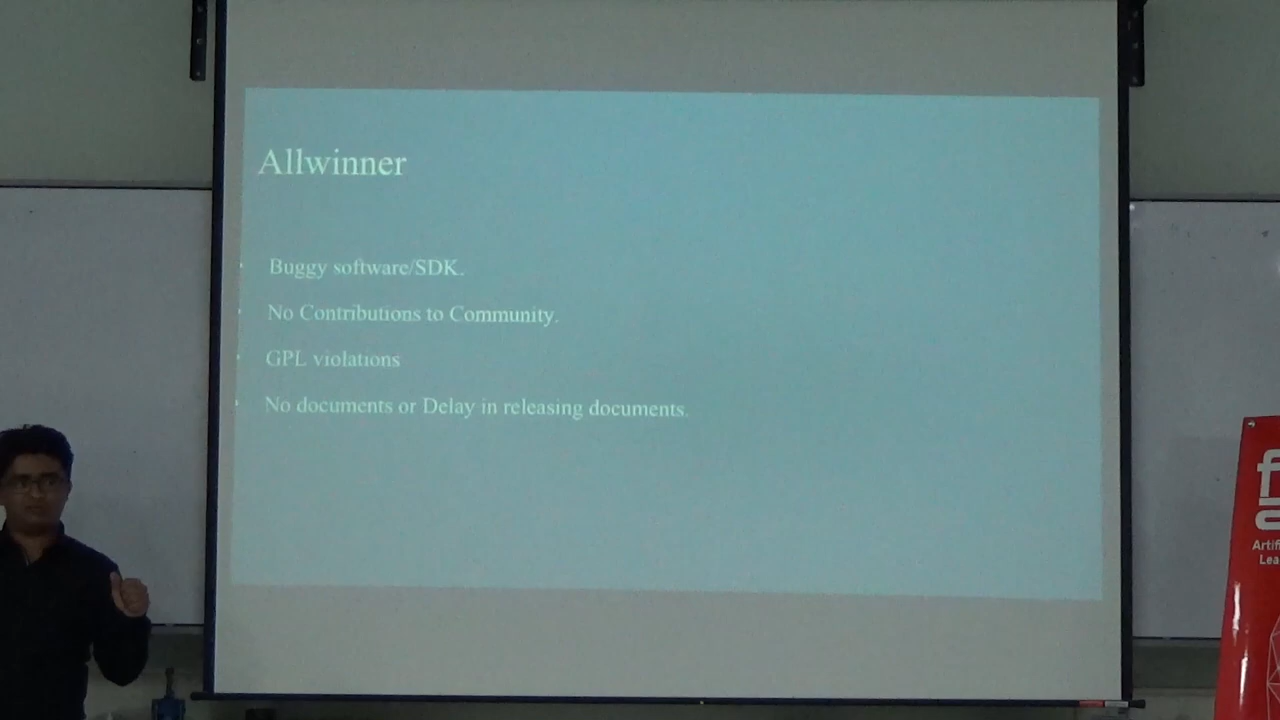 Allwinner
Buggy software/SDK.
No Contributions to Community.
GPL violations
No documents or Delay in releasing documents.